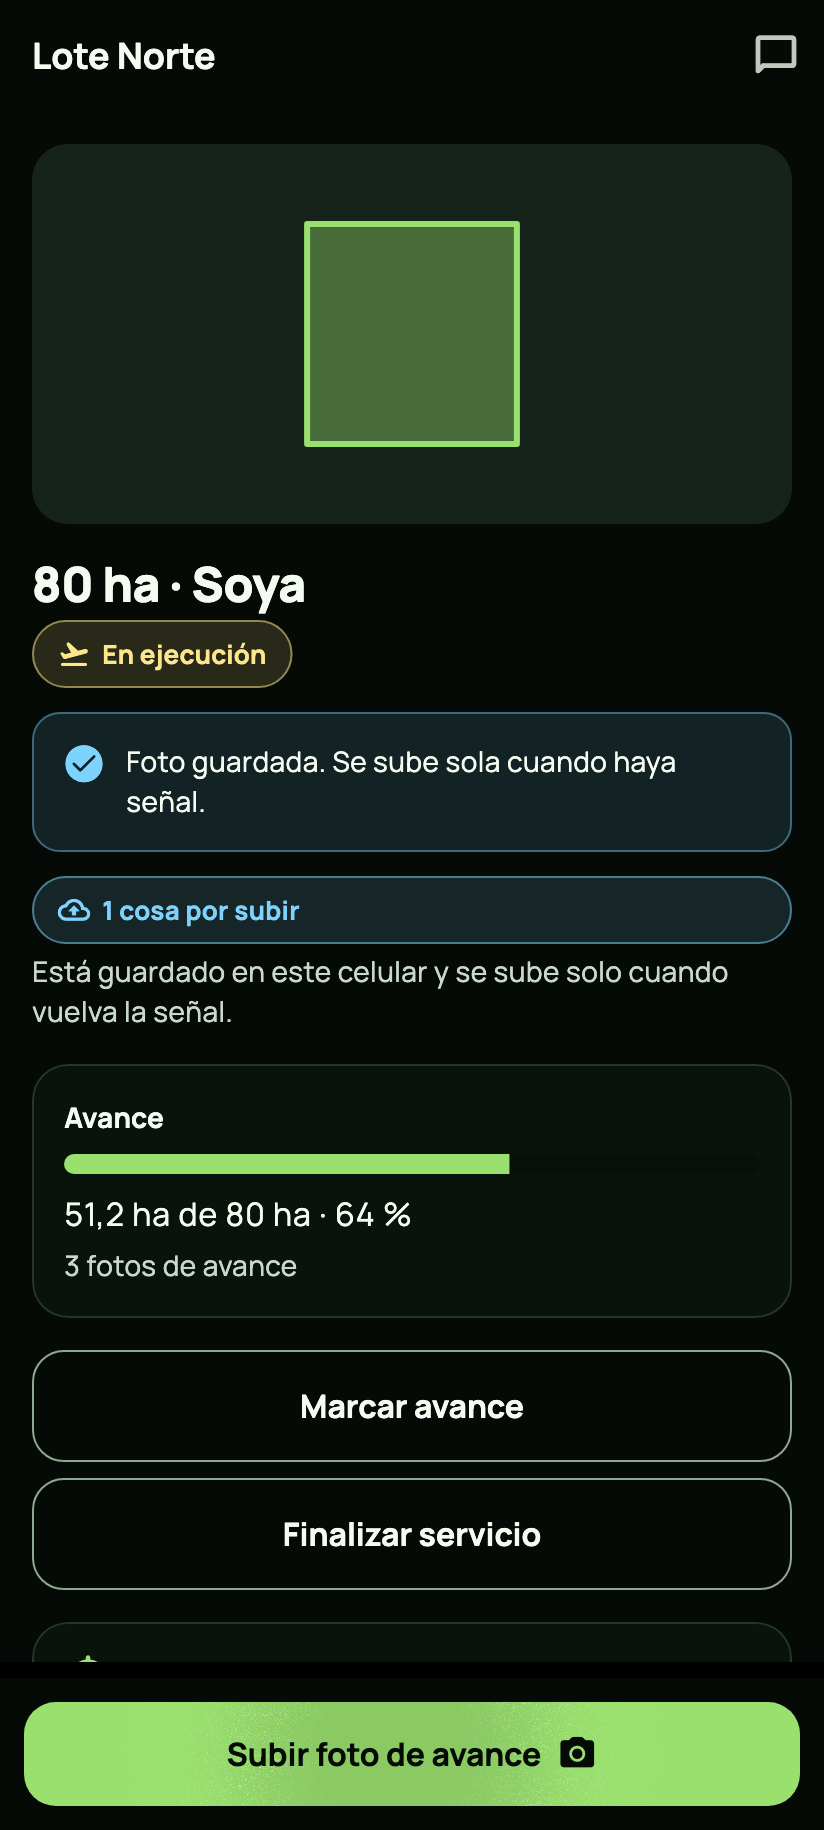 Lote Norte
80 ha · Soya
En ejecución
Foto guardada. Se sube sola cuando haya
señal.
1 cosa por subir
Está guardado en este celular y se sube solo cuando
vuelva la señal.
Avance
51,2 ha de 80 ha · 64 %
3 fotos de avance
Marcar avance
Finalizar servicio
Subir foto de avance